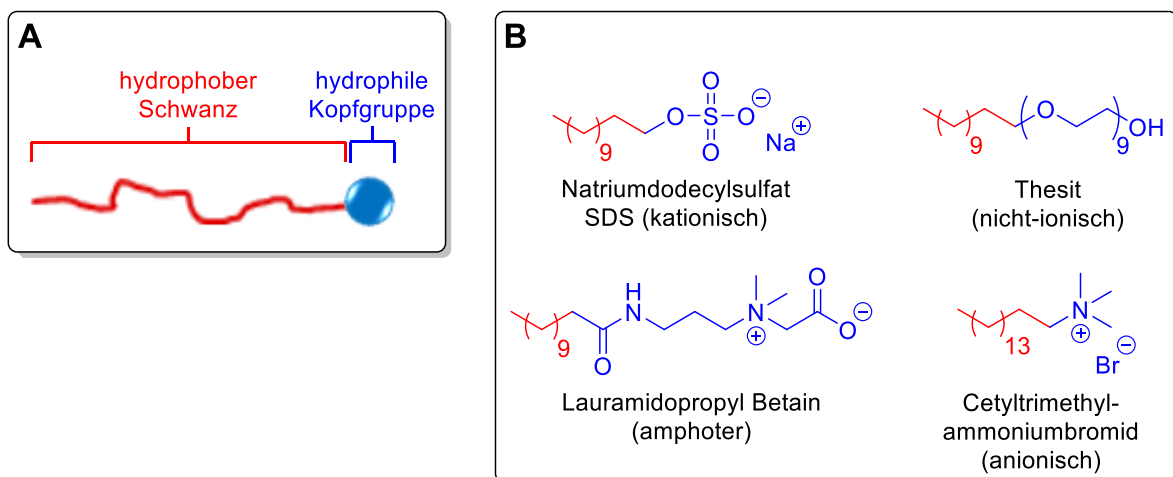 A
hydrophober
Schwanz
hydrophile
Kopfgruppe
B
O
O
S
O
⊖
O
Na⊕
9
Natriumdodecylsulfat
SDS (kationisch)
O
OH
9
9
Thesit
(nicht-ionisch)
H
N
O
N
⊕
O
O
⊖
9
Lauramidopropyl Betain
(amphoter)
N
⊕
13
Br⊖
Cetyltrimethyl-
ammoniumbromid
(anionisch)